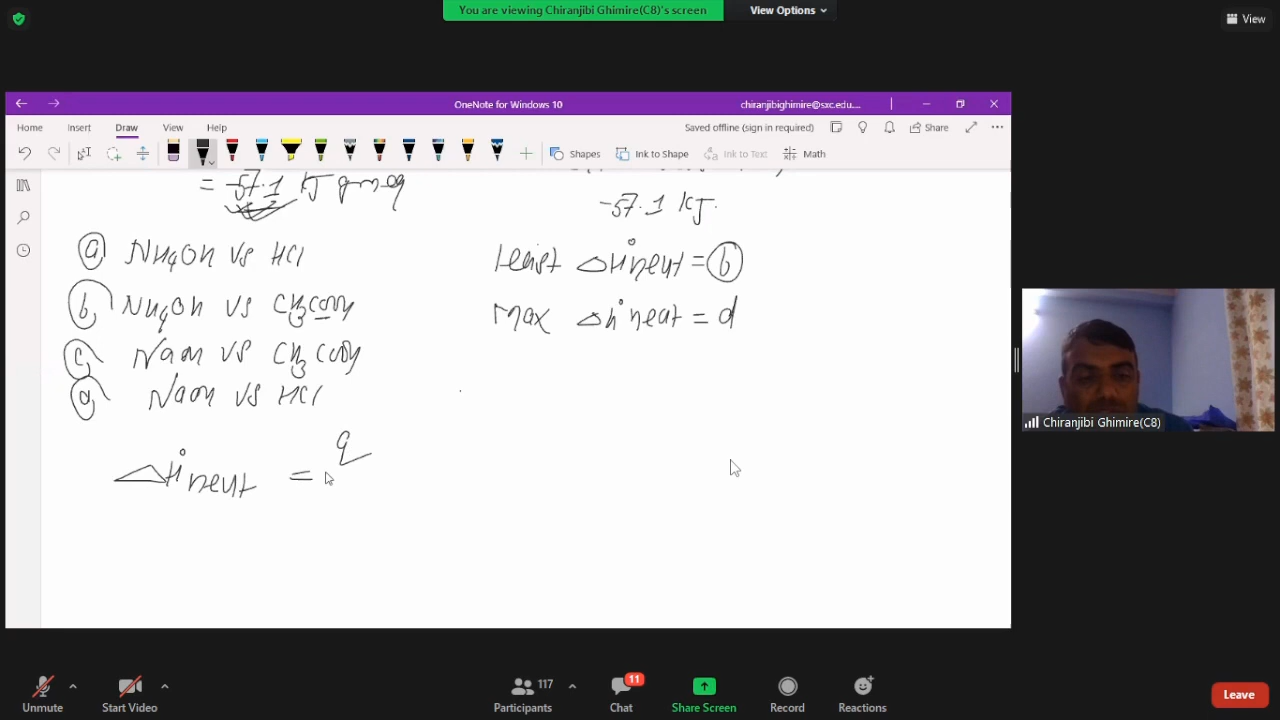 You are viewing Chiranjibi Ghimire(C8)'s screen
View Options
View
OneNote for Windows 10
chiranjibighimire@sxc.edu....
Home Insert Draw View Help
Saved offline (sign in required)
Share
Shapes Ink to Shape Ink to Text Math
= -57.1 KJ gm-eq
-57.1 KJ.
a NH4OH vs HCl
Least ΔH°neut = b
b NH4OH vs CH3COOH
Max ΔH°neut = d
c NaOH vs CH3COOH
d NaOH vs HCl
ΔH°neut = q
Chiranjibi Ghimire(C8)
Unmute
Start Video
117
Participants
11
Chat
Share Screen
Record
Reactions
Leave